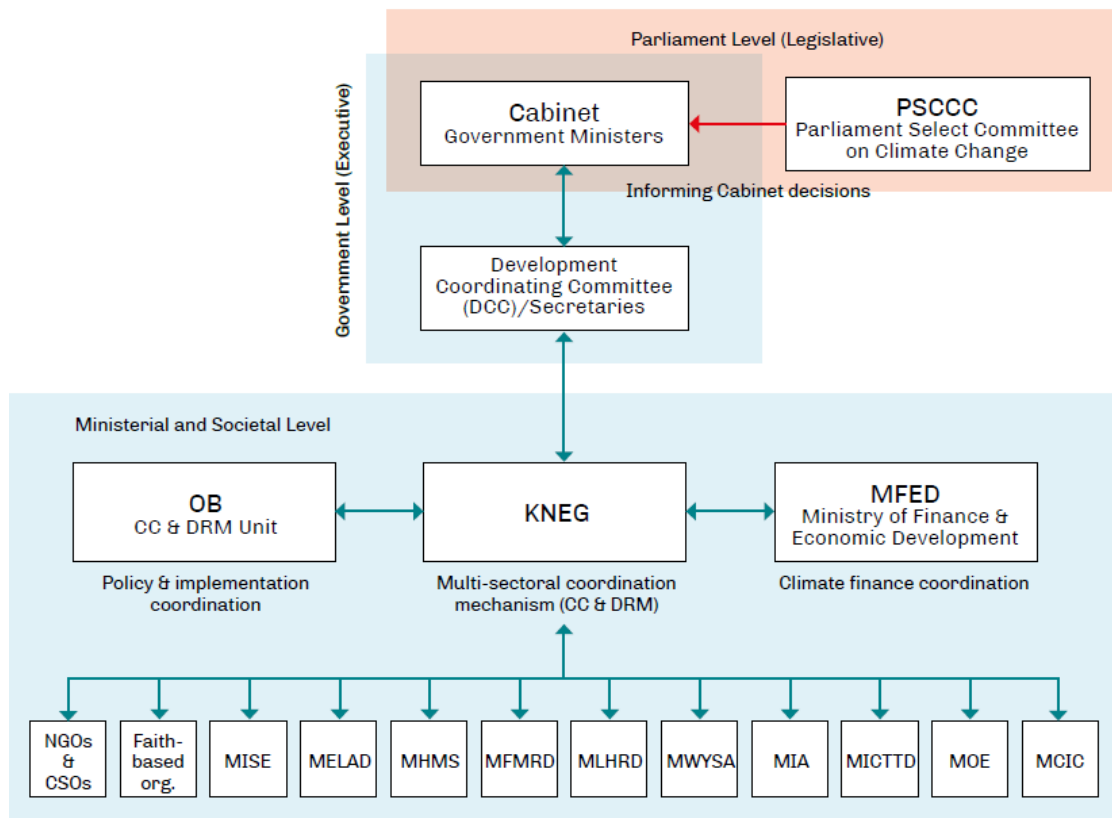 Parliament Level (Legislative)
Government Level (Executive)
Cabinet
Government Ministers
PSCCC
Parliament Select Committee
on Climate Change
Informing Cabinet decisions
Development
Coordinating Committee
(DCC)/Secretaries
Ministerial and Societal Level
OB
CC & DRM Unit
KNEG
MFED
Ministry of Finance &
Economic Development
Policy & implementation
coordination
Multi-sectoral coordination
mechanism (CC & DRM)
Climate finance coordination
NGOs
&
CSOs
Faith-
based
org.
MISE
MELAD
MHMS
MFMRD
MLHRD
MWYSA
MIA
MICTTD
MOE
MCIC